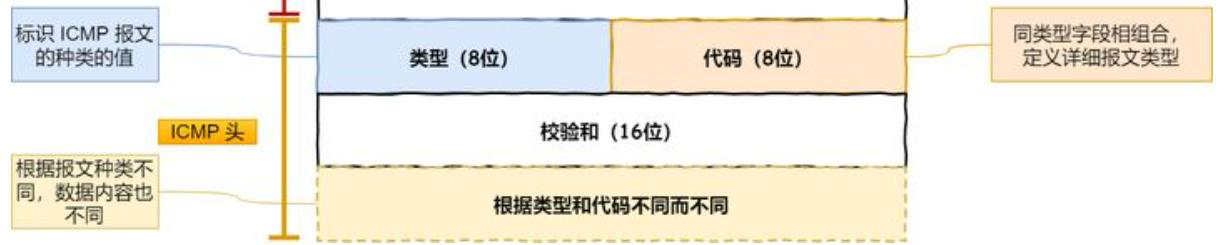 标识 ICMP 报文
的种类的值
类型（8位）
代码（8位）
同类型字段相组合，
定义详细报文类型
ICMP 头
校验和（16位）
根据报文种类不
同，数据内容也
不同
根据类型和代码不同而不同